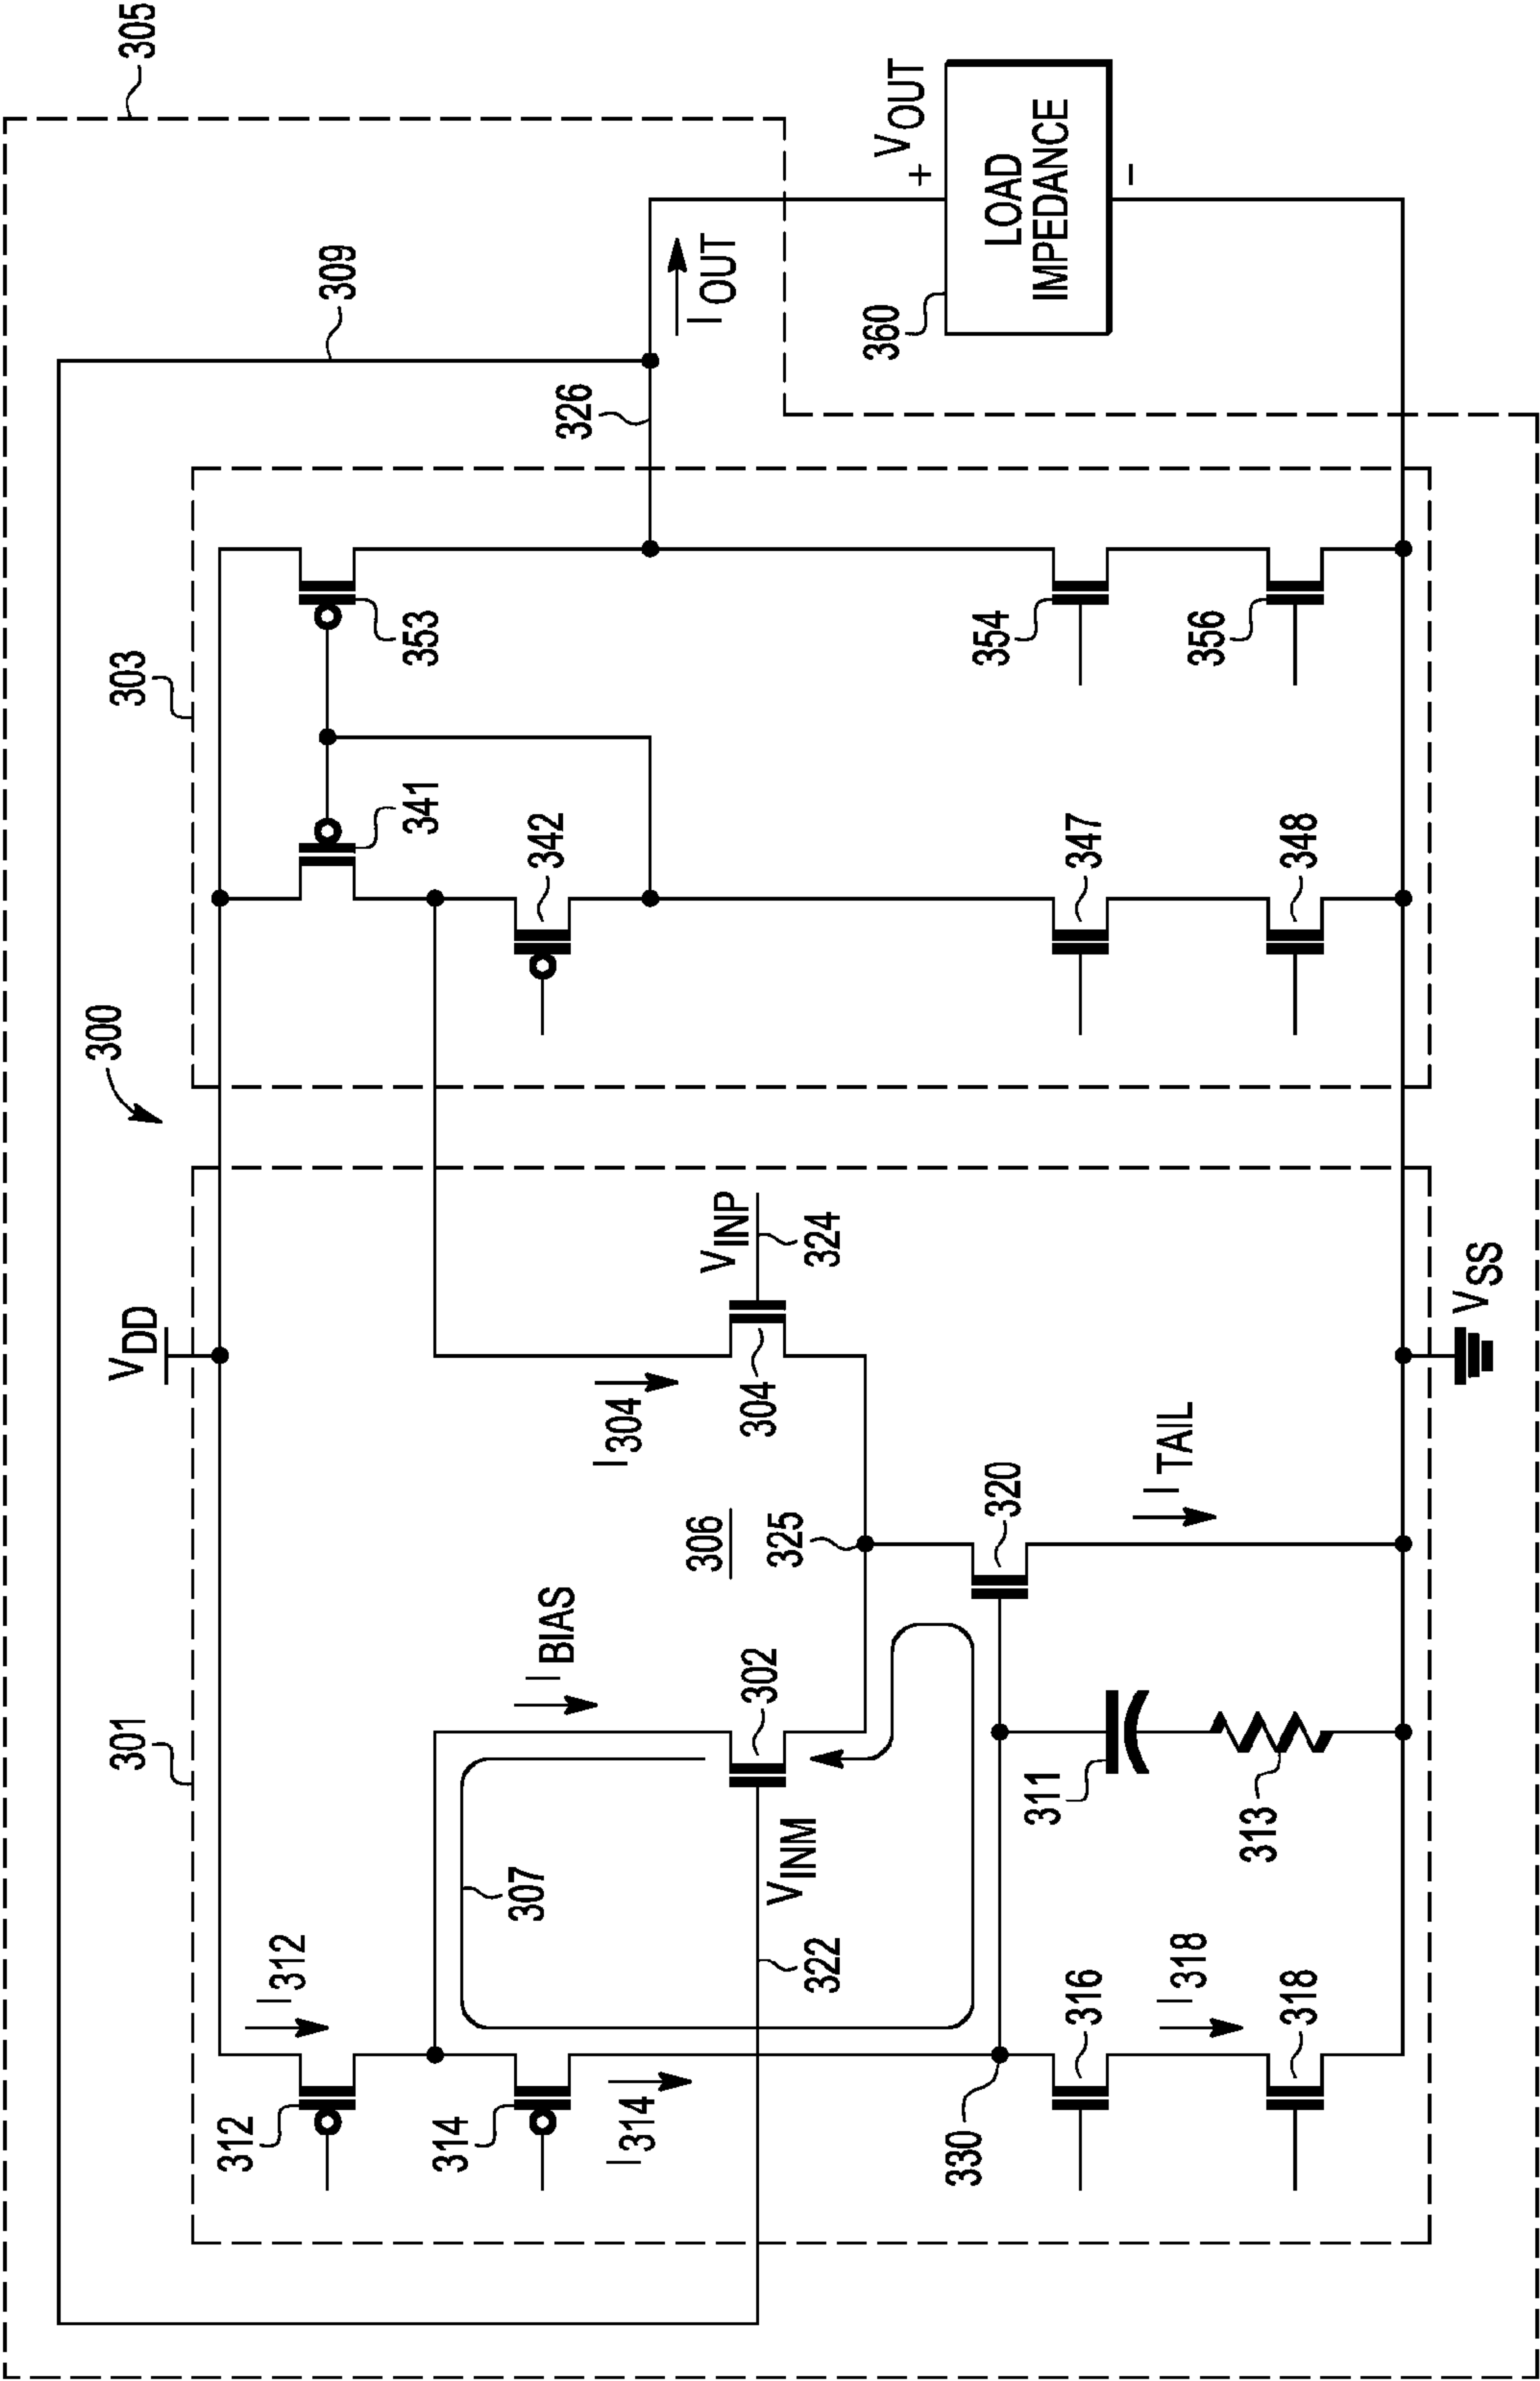 305
309
303
300
301
V_DD
353
341
342
326
I_OUT
V_OUT
+
LOAD
IMPEDANCE
−
360
354
356
347
348
V_INP
324
304
I_304
306
325
320
I_TAIL
V_SS
I_BIAS
302
V_INM
322
307
311
313
I_312
312
314
I_314
330
316
I_318
318